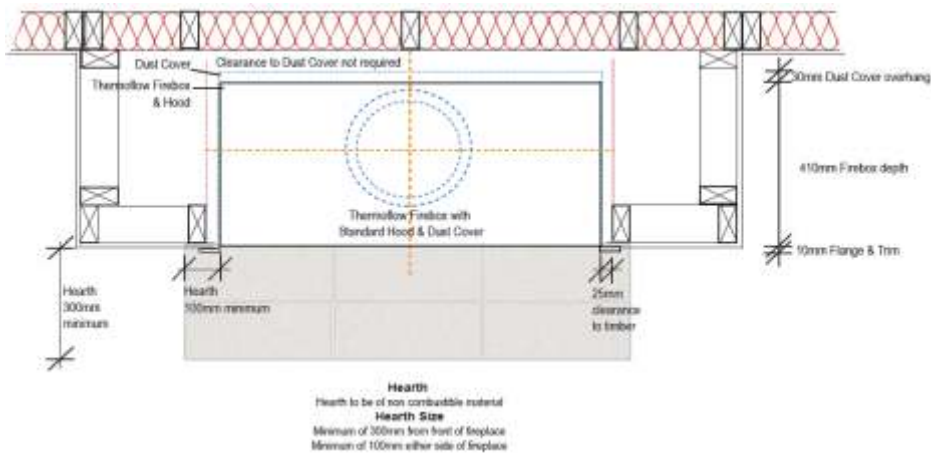 Dust Cover
Clearance to Dust Cover not required
Thermoflow Firebox
& Hood
30mm Dust Cover overhang
410mm Firebox depth
Thermoflow Firebox with
Standard Hood & Dust Cover
10mm Flange & Trim
Hearth
300mm
minimum
Hearth
100mm minimum
25mm
clearance
to timber
Hearth
Hearth to be of non combustible material
Hearth Size
Minimum of 300mm from front of fireplace
Minimum of 100mm either side of fireplace